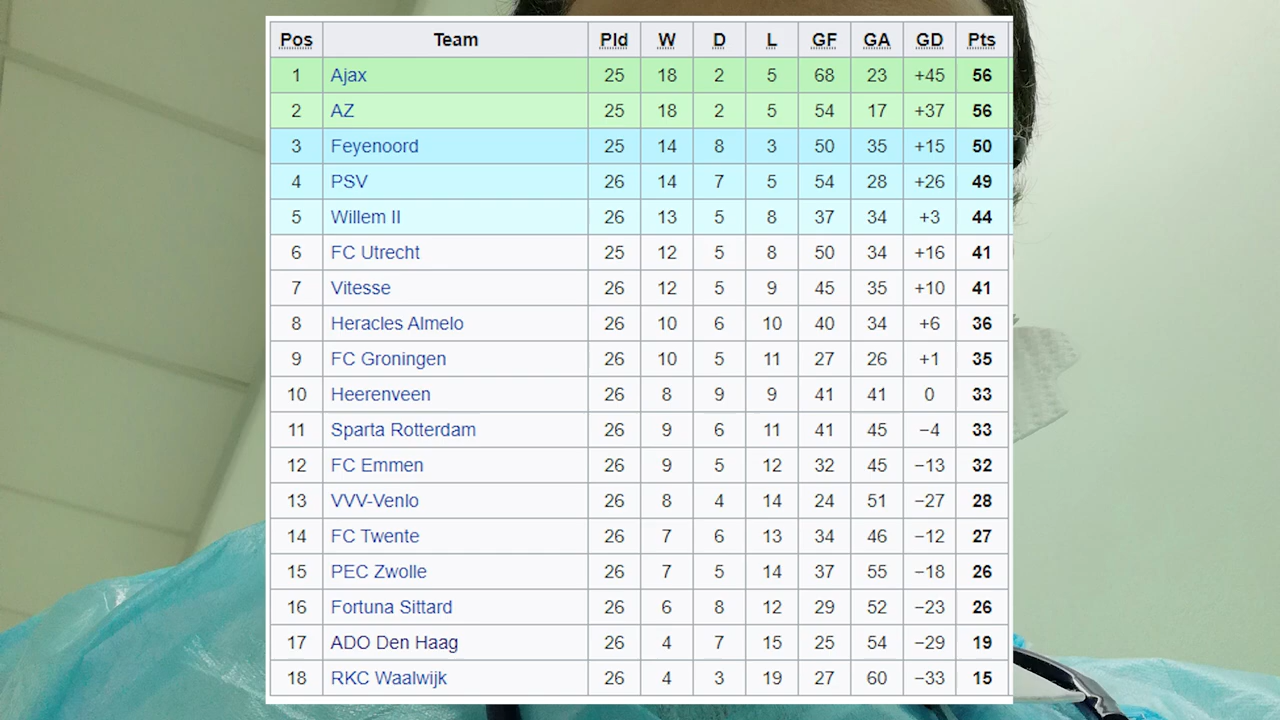 Pos Team Pld W D L GF GA GD Pts
1 Ajax 25 18 2 5 68 23 +45 56
2 AZ 25 18 2 5 54 17 +37 56
3 Feyenoord 25 14 8 3 50 35 +15 50
4 PSV 26 14 7 5 54 28 +26 49
5 Willem II 26 13 5 8 37 34 +3 44
6 FC Utrecht 25 12 5 8 50 34 +16 41
7 Vitesse 26 12 5 9 45 35 +10 41
8 Heracles Almelo 26 10 6 10 40 34 +6 36
9 FC Groningen 26 10 5 11 27 26 +1 35
10 Heerenveen 26 8 9 9 41 41 0 33
11 Sparta Rotterdam 26 9 6 11 41 45 −4 33
12 FC Emmen 26 9 5 12 32 45 −13 32
13 VVV-Venlo 26 8 4 14 24 51 −27 28
14 FC Twente 26 7 6 13 34 46 −12 27
15 PEC Zwolle 26 7 5 14 37 55 −18 26
16 Fortuna Sittard 26 6 8 12 29 52 −23 26
17 ADO Den Haag 26 4 7 15 25 54 −29 19
18 RKC Waalwijk 26 4 3 19 27 60 −33 15